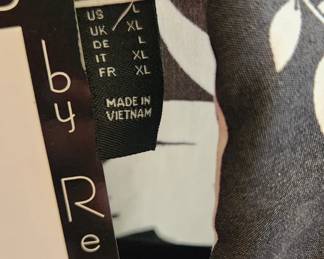 US L
UK XL
DE L
IT XL
FR XL
MADE IN
VIETNAM
by
Re